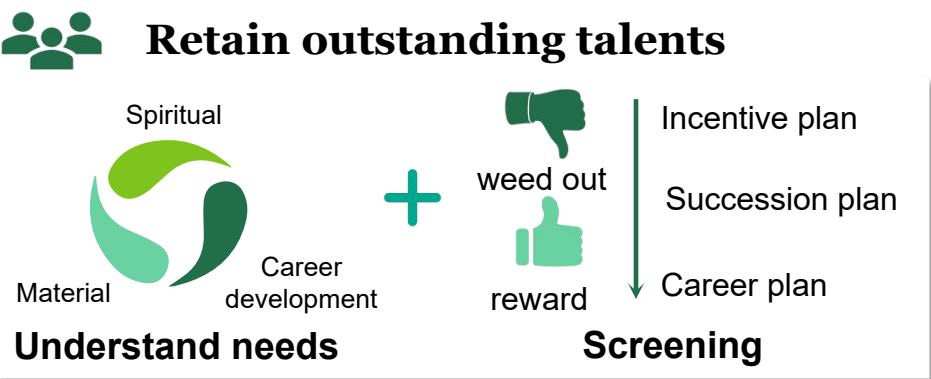 Retain outstanding talents
Spiritual
Material
Career
development
Understand needs
weed out
reward
Incentive plan
Succession plan
Career plan
Screening